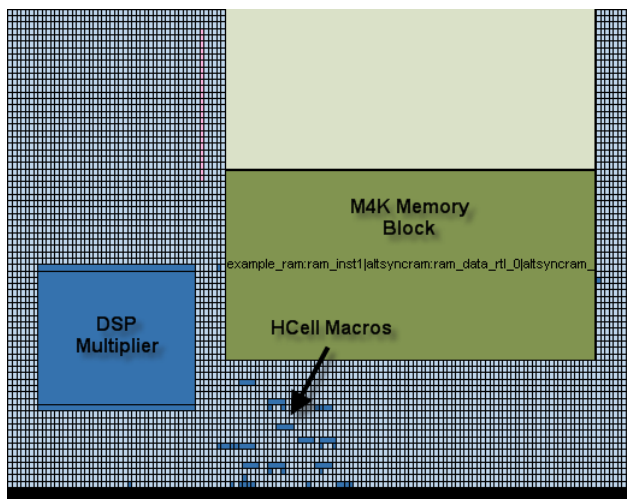 M4K Memory
Block
example_ram:ram_inst1|altsyncram:ram_data_rtl_0|altsyncram_
DSP
Multiplier
HCell Macros